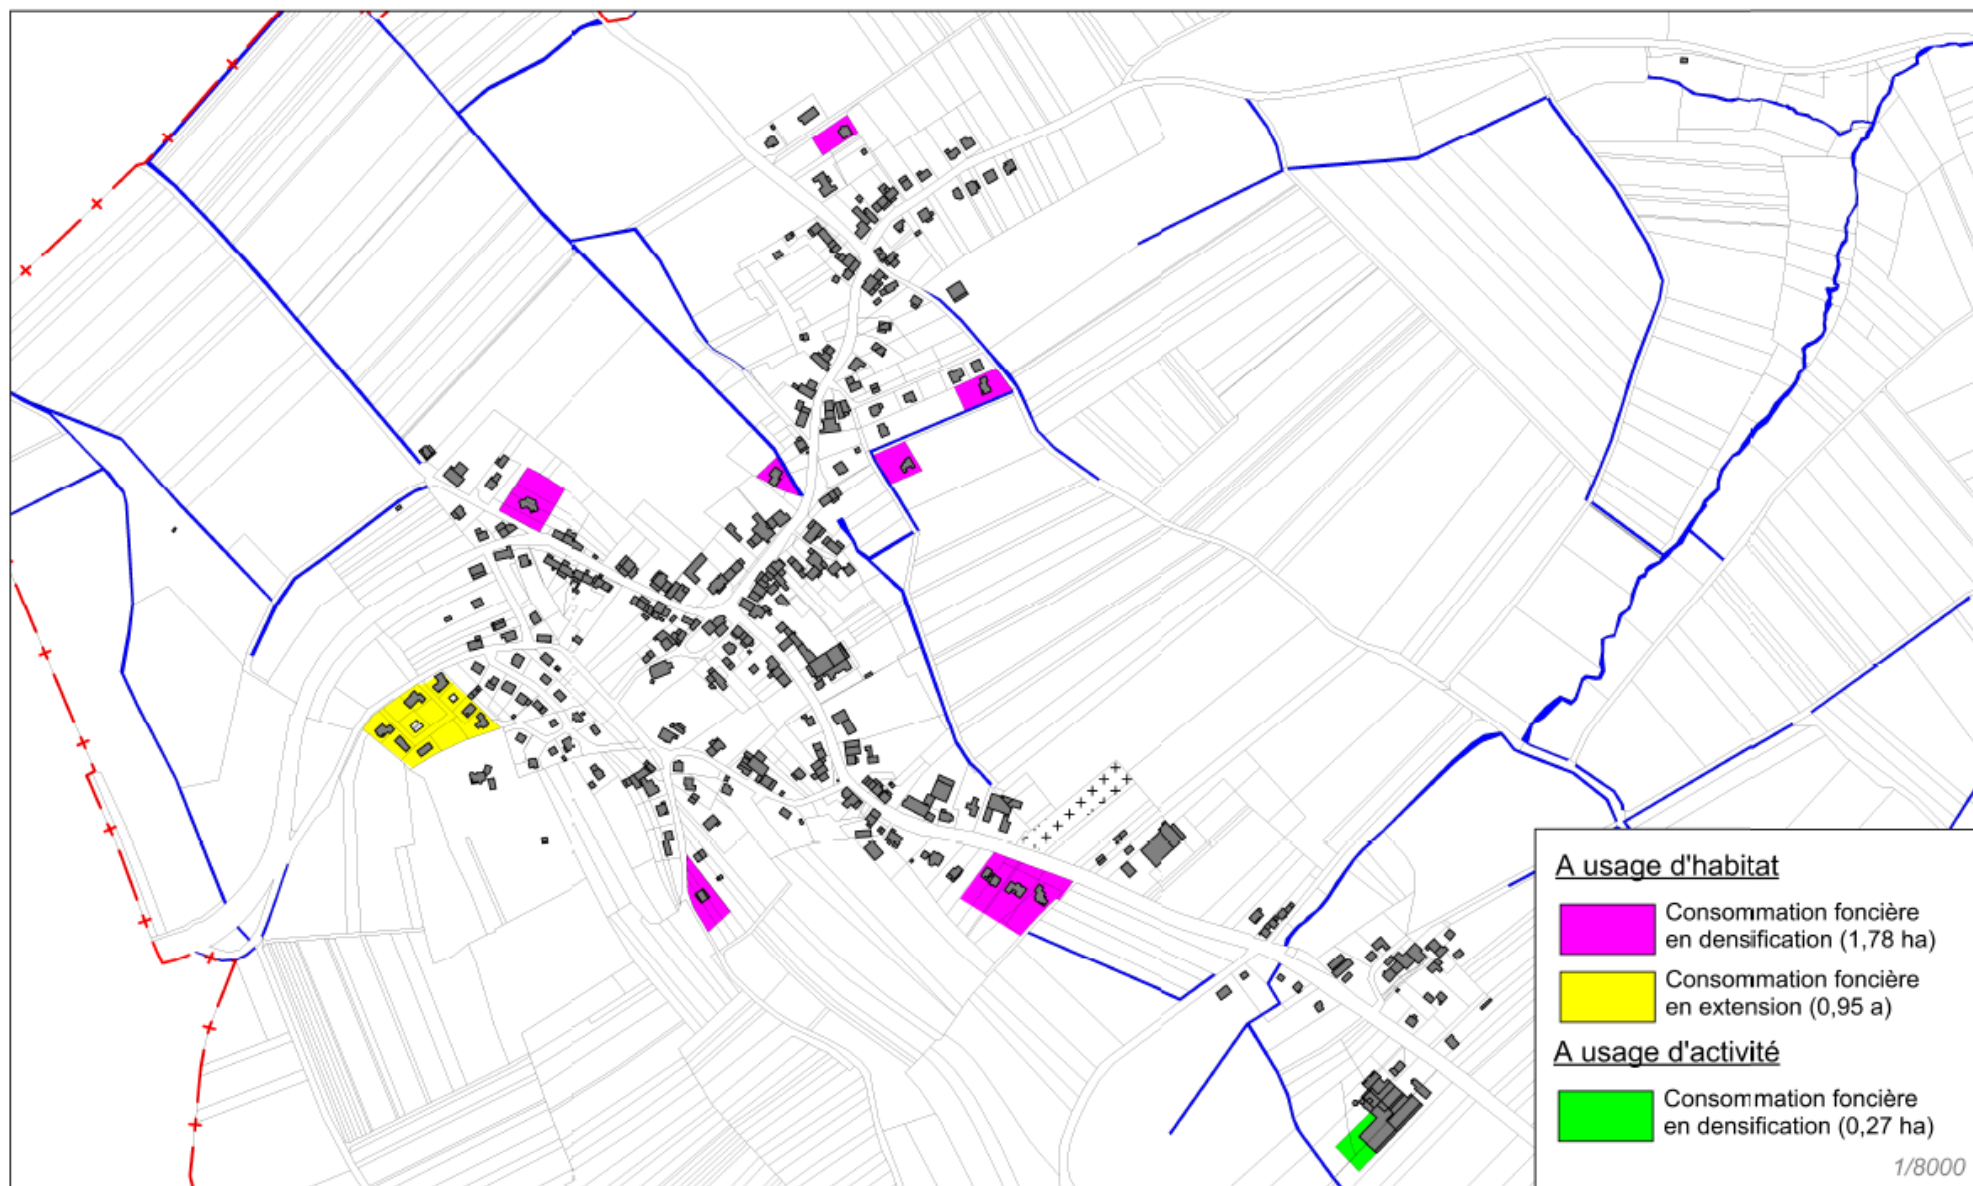 A usage d'habitat
Consommation foncière
en densification (1,78 ha)
Consommation foncière
en extension (0,95 a)
A usage d'activité
Consommation foncière
en densification (0,27 ha)
1/8000